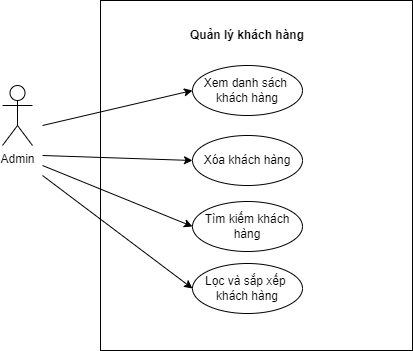 Quản lý khách hàng
Xem danh sách
khách hàng
Admin
Xóa khách hàng
Tìm kiếm khách
hàng
Lọc và sắp xếp
khách hàng